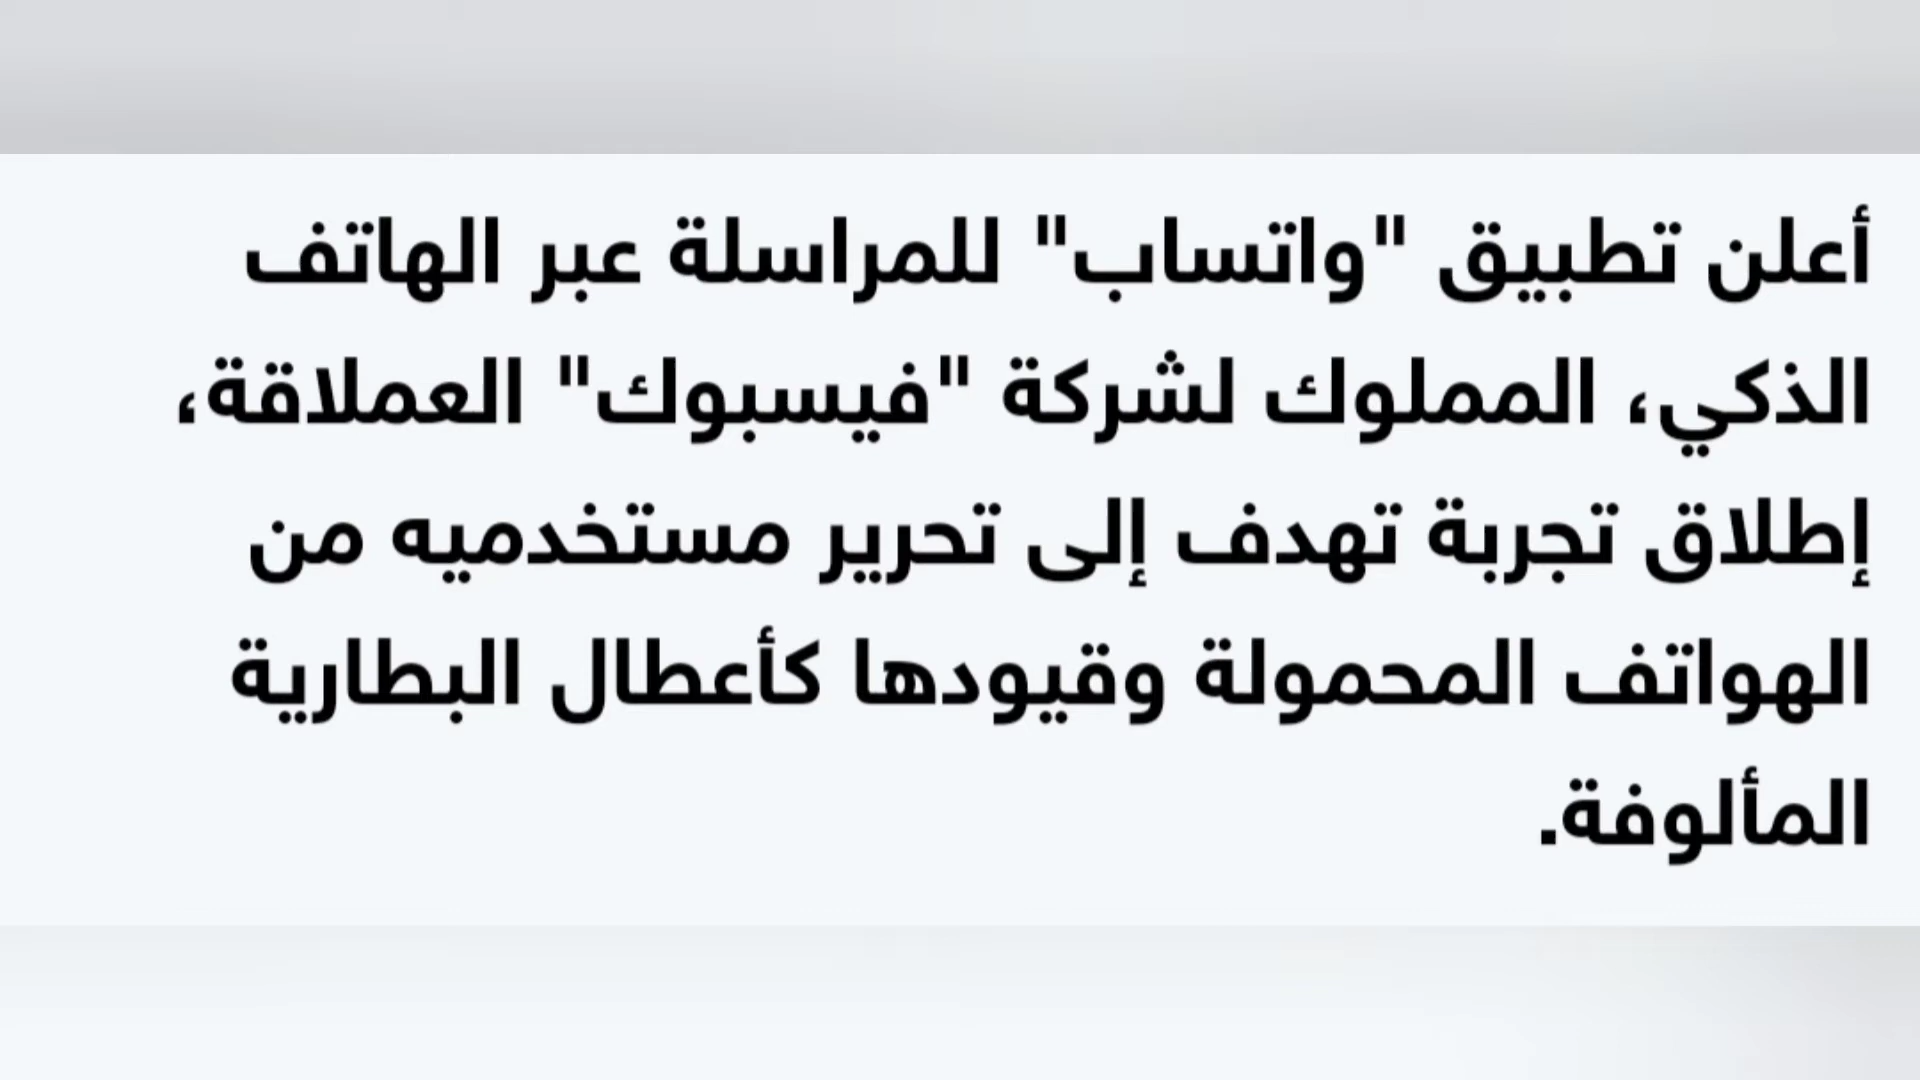 أعلن تطبيق "واتساب" للمراسلة عبر الهاتف
الذكي، المملوك لشركة "فيسبوك" العملاقة،
إطلاق تجربة تهدف إلى تحرير مستخدميه من
الهواتف المحمولة وقيودها كأعطال البطارية
المألوفة.